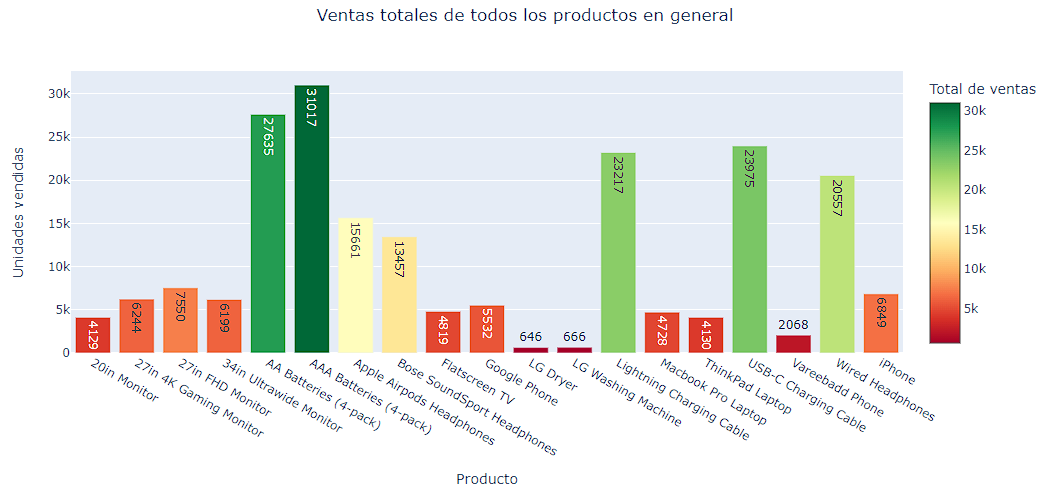 Ventas totales de todos los productos en general
Total de ventas
Unidades vendidas
30k
25k
20k
15k
10k
5k
0
4129
6244
7550
6199
27635
31017
15661
13457
4819
5532
646
666
23217
4728
4130
23975
2068
20557
6849
30k
25k
20k
15k
10k
5k
20in Monitor
27in 4K Gaming Monitor
27in FHD Monitor
34in Ultrawide Monitor
AA Batteries (4-pack)
AAA Batteries (4-pack)
Apple Airpods Headphones
Bose SoundSport Headphones
Flatscreen TV
Google Phone
LG Dryer
LG Washing Machine
Lightning Charging Cable
Macbook Pro Laptop
ThinkPad Laptop
USB-C Charging Cable
Vareebadd Phone
Wired Headphones
iPhone
Producto